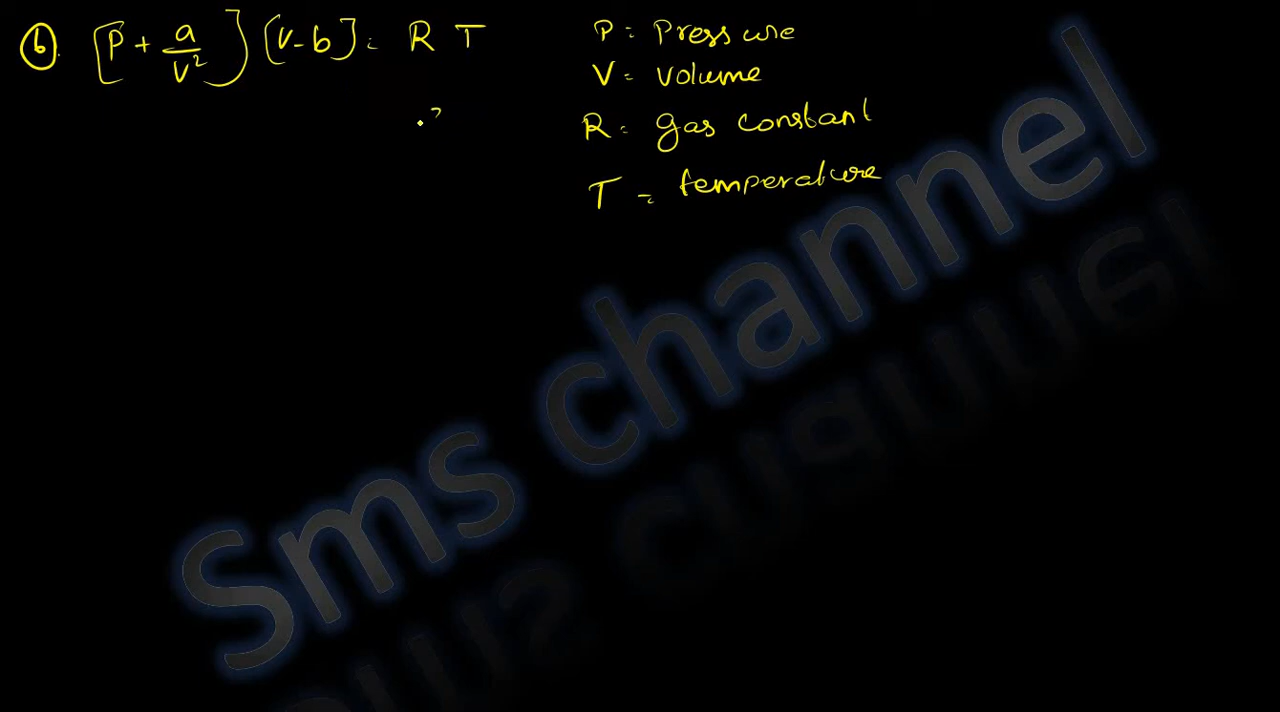 6. [P + a/v²] [v - b] = R T
P = Pressure
V = volume
R = gas constant
T = temperature
Sms channel